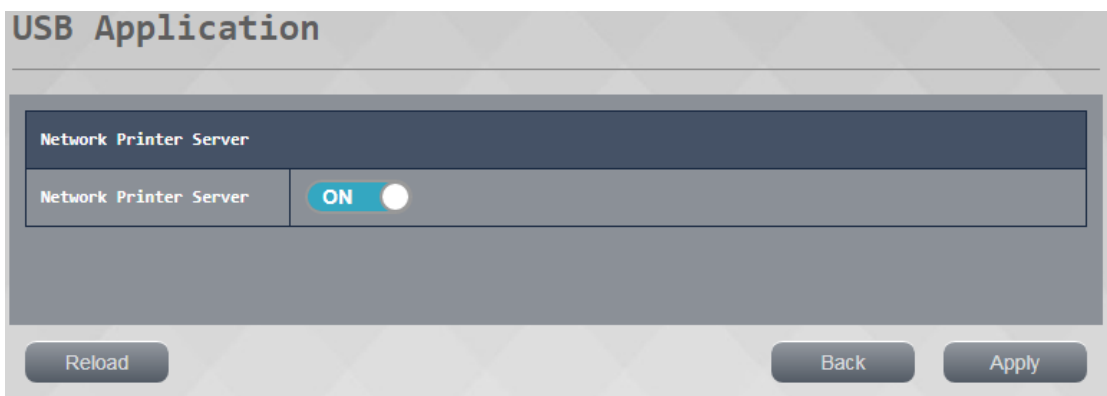 USB Application
Network Printer Server
Network Printer Server ON
Reload Back Apply